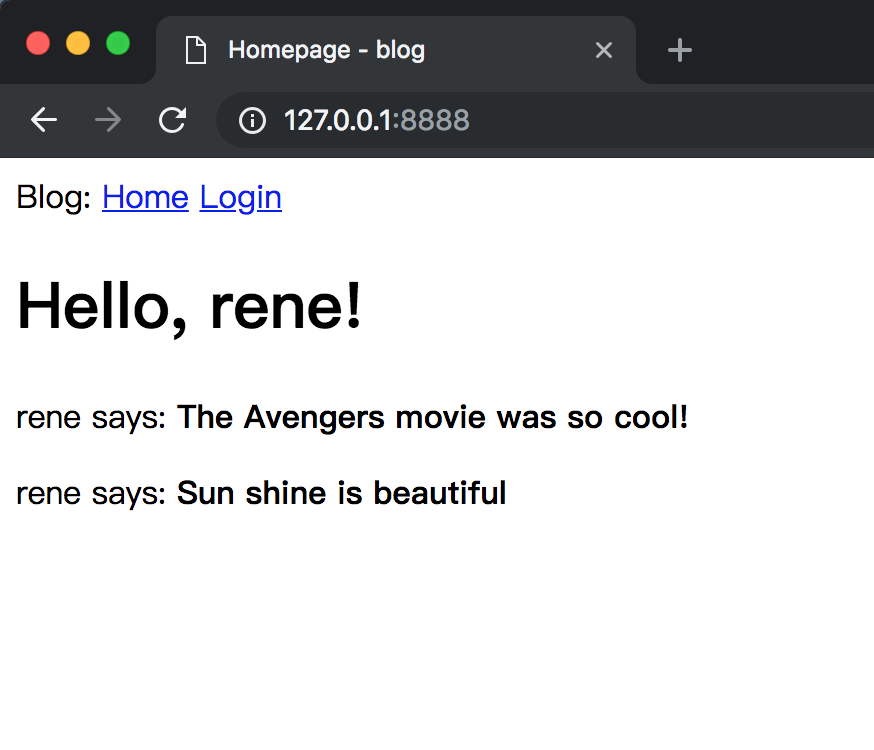 Homepage - blog
127.0.0.1:8888
Blog: Home Login
Hello, rene!
rene says: The Avengers movie was so cool!
rene says: Sun shine is beautiful